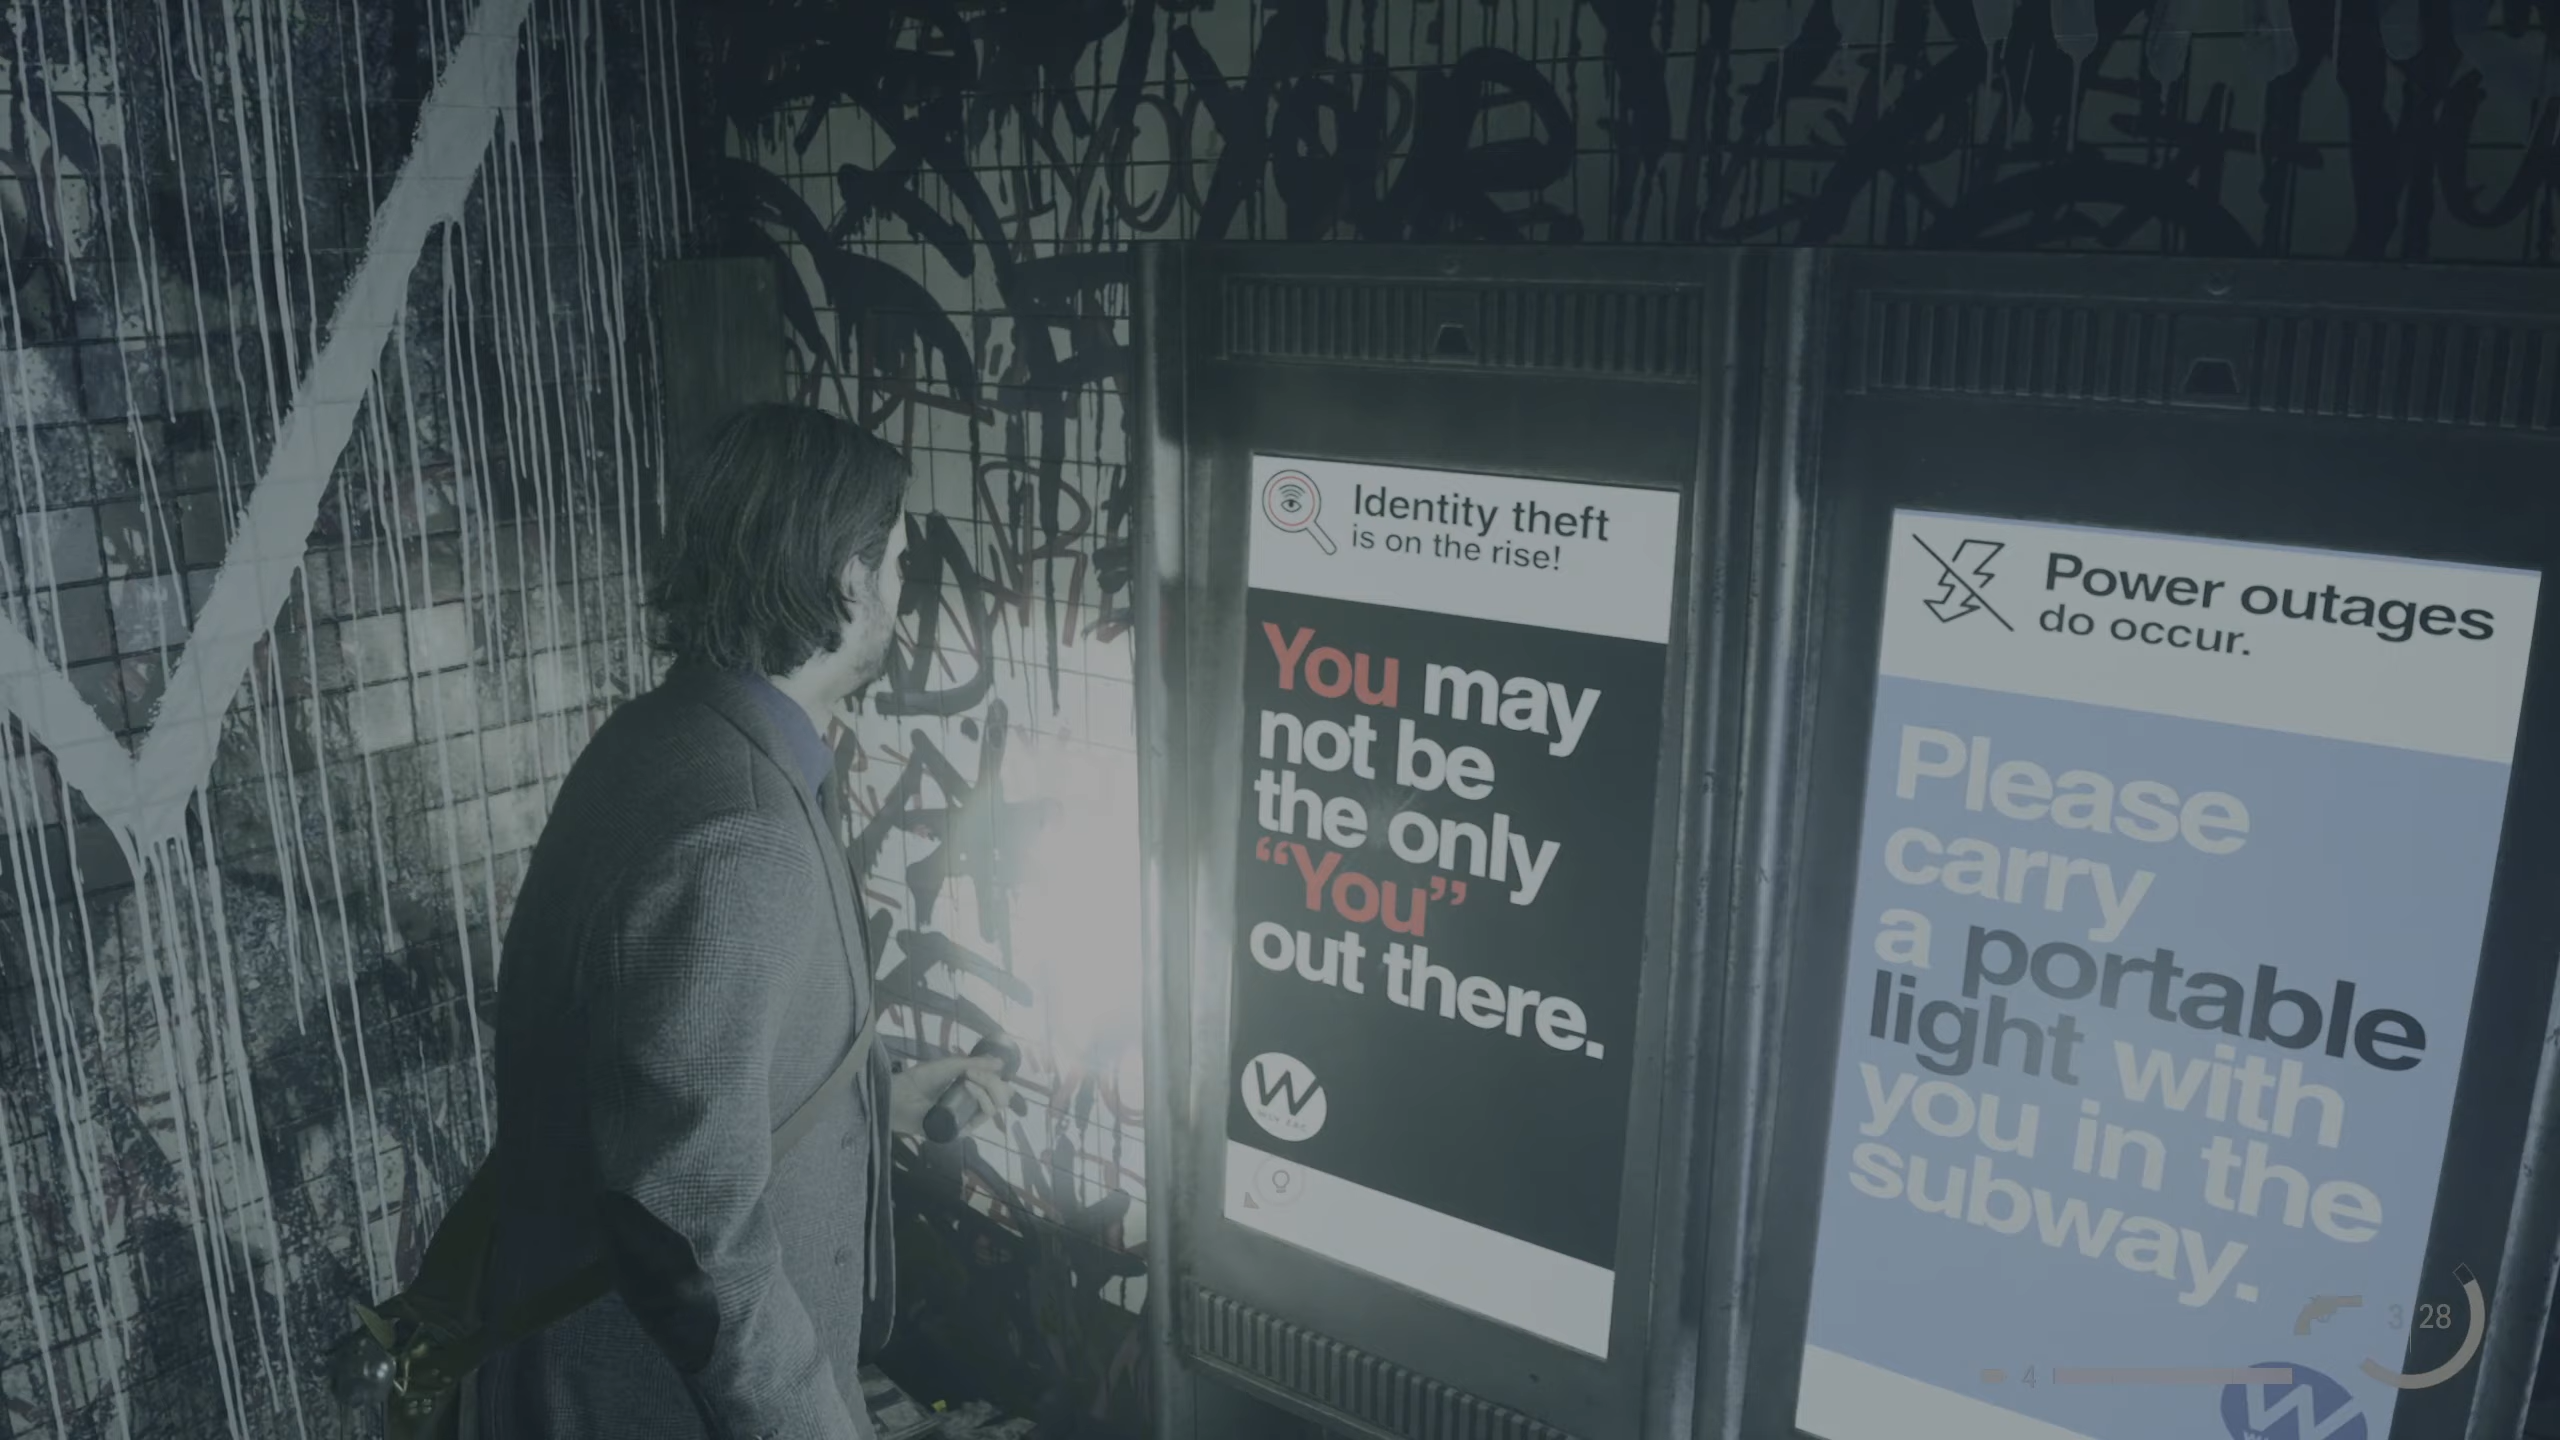 Identity theft
is on the rise!
You may
not be
the only
“You”
out there.
W
Power outages
do occur.
Please
carry
a portable
light with
you in the
subway.
W
3 28
4